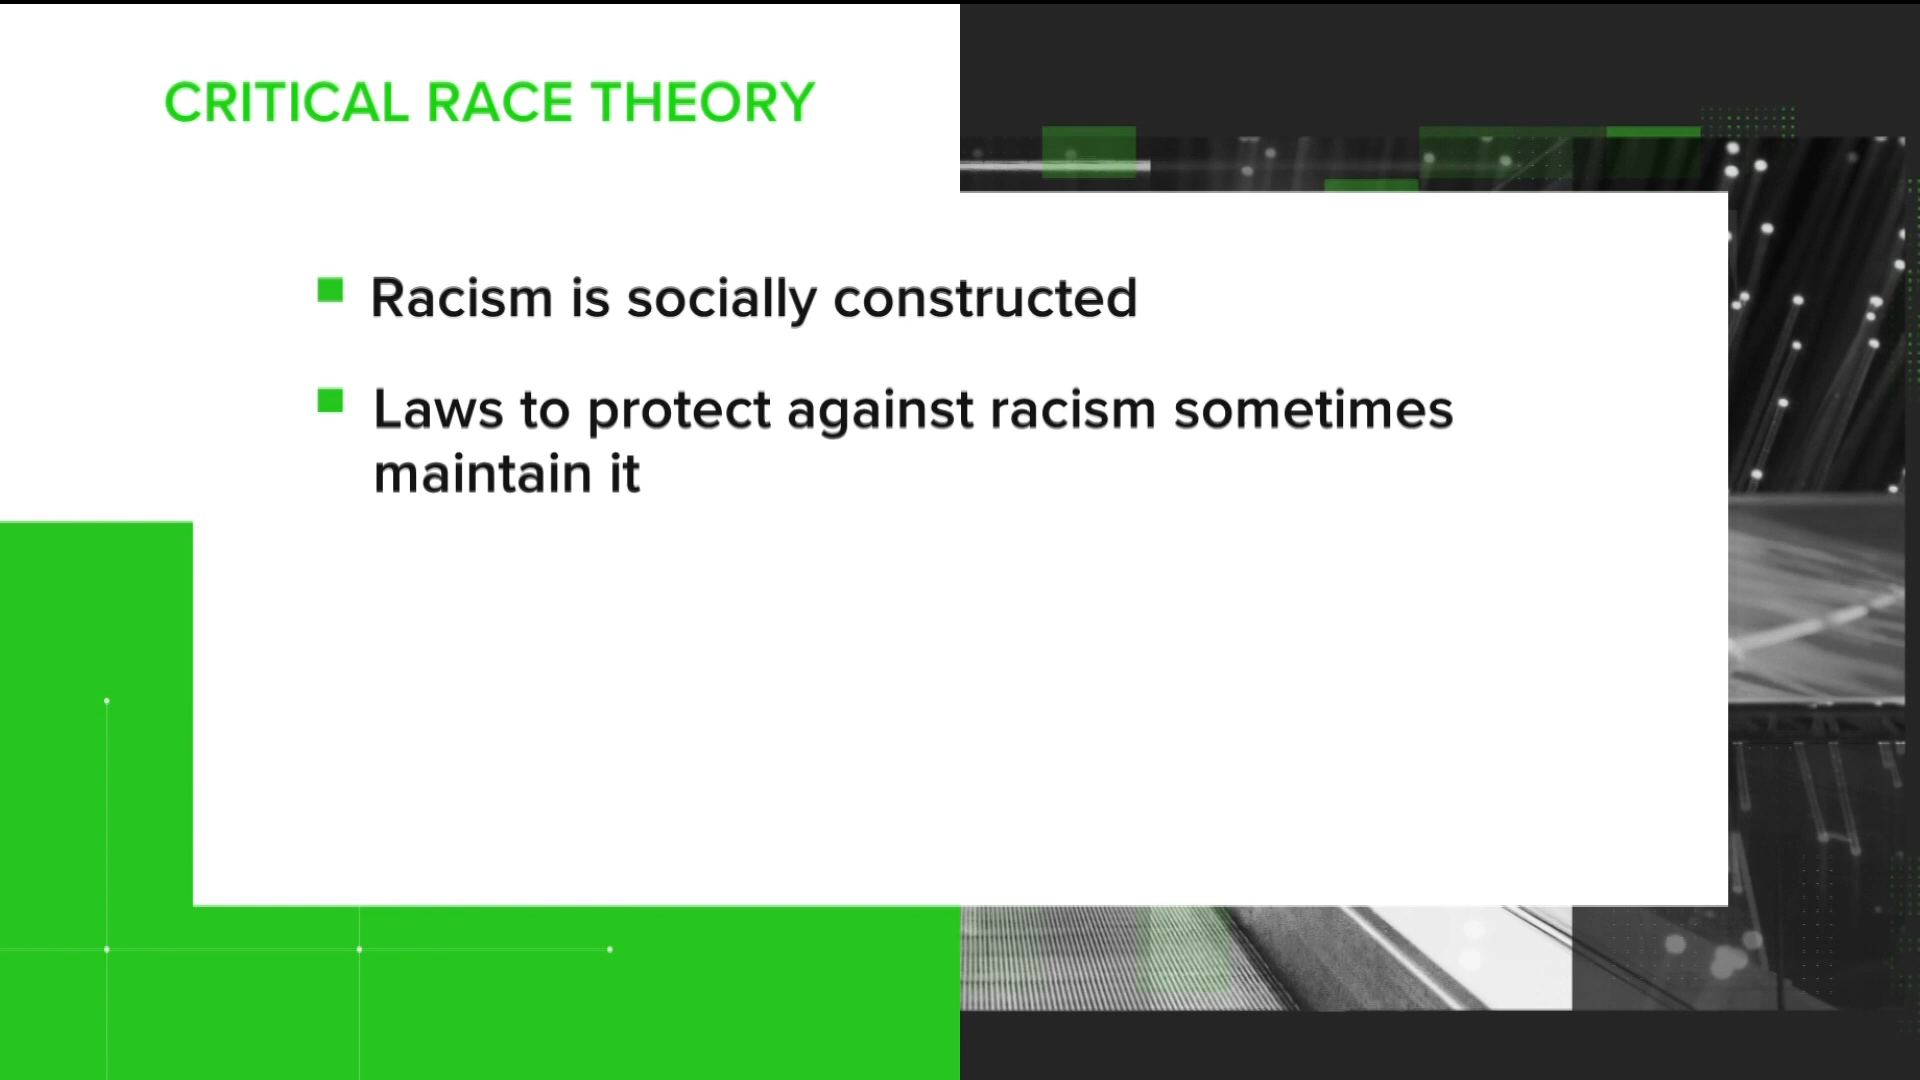 CRITICAL RACE THEORY
Racism is socially constructed
Laws to protect against racism sometimes
maintain it